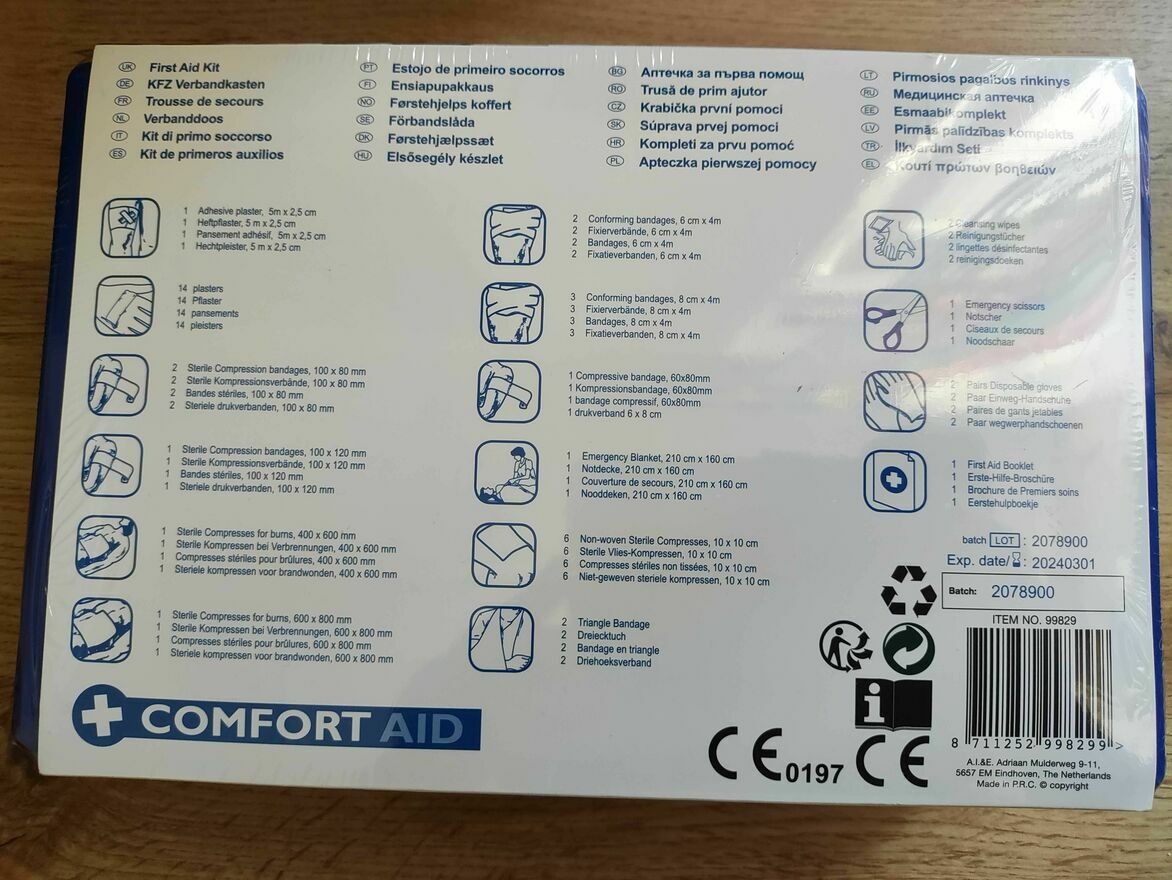 UK First Aid Kit
DE KFZ Verbandkasten
FR Trousse de secours
NL Verbanddoos
IT Kit di primo soccorso
ES Kit de primeros auxilios
PT Estojo de primeiro socorros
FI Ensiapupakkaus
NO Førstehjelps koffert
SE Förbandslåda
DK Førstehjælpssæt
HU Elsősegély készlet
BG Аптечка за първа помощ
RO Trusă de prim ajutor
CZ Krabička první pomoci
SK Súprava prvej pomoci
HR Kompleti za prvu pomoć
PL Apteczka pierwszej pomocy
LT Pirmosios pagalbos rinkinys
RU Медицинская аптечка
EE Esmaabikomplekt
LV Pirmās palīdzības komplekts
TR İlkyardım Seti
EL Κουτί πρώτων βοηθειών
1 Adhesive plaster, 5m x 2,5 cm
1 Heftpflaster, 5 m x 2,5 cm
1 Pansement adhésif, 5m x 2,5 cm
1 Hechtpleister, 5 m x 2,5 cm
14 plasters
14 Pflaster
14 pansements
14 pleisters
2 Sterile Compression bandages, 100 x 80 mm
2 Sterile Kompressionsverbände, 100 x 80 mm
2 Bandes stériles, 100 x 80 mm
2 Steriele drukverbanden, 100 x 80 mm
1 Sterile Compression bandages, 100 x 120 mm
1 Sterile Kompressionsverbände, 100 x 120 mm
1 Bandes stériles, 100 x 120 mm
1 Steriele drukverbanden, 100 x 120 mm
1 Sterile Compresses for burns, 400 x 600 mm
1 Sterile Kompressen bei Verbrennungen, 400 x 600 mm
1 Compresses stériles pour brûlures, 400 x 600 mm
1 Steriele kompressen voor brandwonden, 400 x 600 mm
1 Sterile Compresses for burns, 600 x 800 mm
1 Sterile Kompressen bei Verbrennungen, 600 x 800 mm
1 Compresses stériles pour brûlures, 600 x 800 mm
1 Steriele kompressen voor brandwonden, 600 x 800 mm
COMFORT AID
2 Conforming bandages, 6 cm x 4m
2 Fixierverbände, 6 cm x 4m
2 Bandages, 6 cm x 4m
2 Fixatieverbanden, 6 cm x 4m
3 Conforming bandages, 8 cm x 4m
3 Fixierverbände, 8 cm x 4m
3 Bandages, 8 cm x 4m
3 Fixatieverbanden, 8 cm x 4m
1 Compressive bandage, 60x80mm
1 Kompressionsbandage, 60x80mm
1 bandage compressif, 60x80mm
1 drukverband 6 x 8 cm
1 Emergency Blanket, 210 cm x 160 cm
1 Notdecke, 210 cm x 160 cm
1 Couverture de secours, 210 cm x 160 cm
1 Nooddeken, 210 cm x 160 cm
6 Non-woven Sterile Compresses, 10 x 10 cm
6 Sterile Vlies-Kompressen, 10 x 10 cm
6 Compresses stériles non tissées, 10 x 10 cm
6 Niet-geweven steriele kompressen, 10 x 10 cm
2 Triangle Bandage
2 Dreiecktuch
2 Bandage en triangle
2 Driehoeksverband
2 Cleansing wipes
2 Reinigungstücher
2 lingettes désinfectantes
2 reinigingsdoeken
1 Emergency scissors
1 Notscher
1 Ciseaux de secours
1 Noodschaar
2 Pairs Disposable gloves
2 Paar Einweg-Handschuhe
2 Paires de gants jetables
2 Paar wegwerphandschoenen
1 First Aid Booklet
1 Erste-Hilfe-Broschüre
1 Brochure de Premiers soins
1 Eerstehulpboekje
batch LOT : 2078900
Exp. date/ : 20240301
Batch: 2078900
ITEM NO. 99829
8 711252 998299 >
A.I.&E. Adriaan Mulderweg 9-11,
5657 EM Eindhoven, The Netherlands
Made in P.R.C. © copyright
i
CE 0197 CE